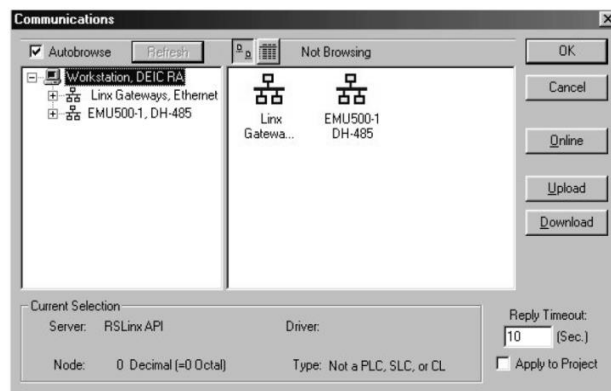 Communications
Autobrowse Refresh Not Browsing OK
Workstation, DEIC RA
Linx Gateways, Ethernet
EMU500-1, DH-485
Linx Gatewa...
EMU500-1 DH-485
Cancel
Online
Upload
Download
Current Selection
Server: RSLinx API Driver:
Node: 0 Decimal (=0 Octal) Type: Not a PLC, SLC, or CL
Reply Timeout:
10 (Sec.)
Apply to Project